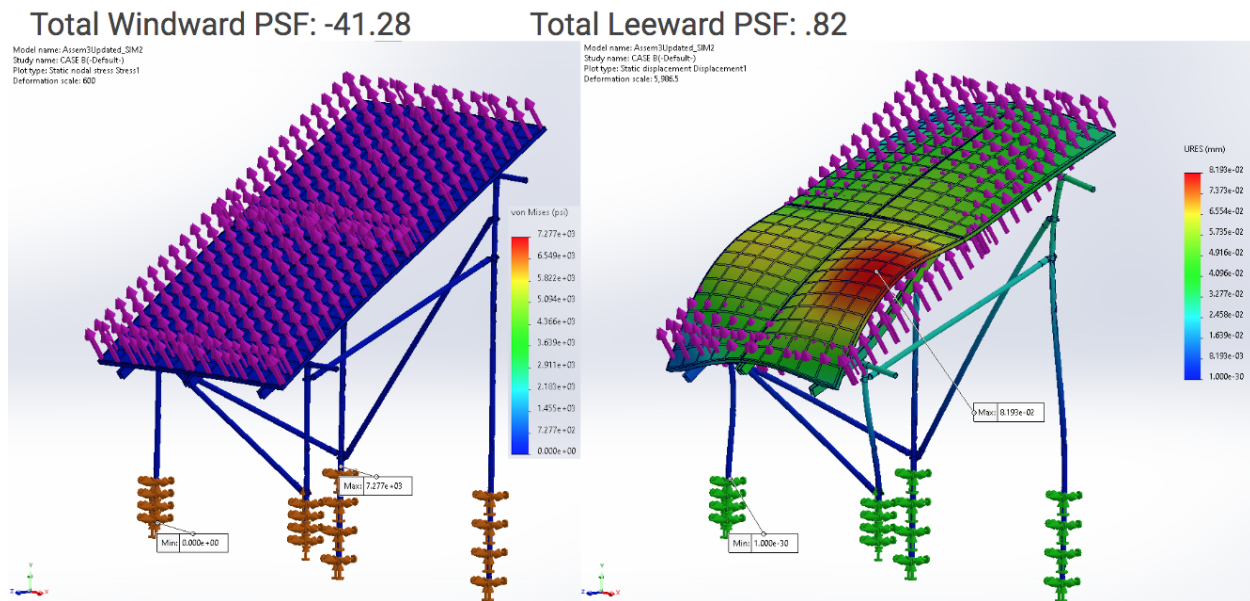 Total Windward PSF: -41.28
Total Leeward PSF: .82
Model name: Assem3Updated_SIM2
Study name: CASE B(-Default-)
Plot type: Static nodal stress Stress1
Deformation scale: 600
von Mises (psi)
7.277e+03
6.549e+03
5.822e+03
5.094e+03
4.366e+03
3.639e+03
2.911e+03
2.183e+03
1.455e+03
7.277e+02
0.000e+00
Max: 7.277e+03
Min: 0.000e+00
Y
Z
X
Model name: Assem3Updated_SIM2
Study name: CASE B(-Default-)
Plot type: Static displacement Displacement1
Deformation scale: 5,986.5
URES (mm)
8.193e-02
7.373e-02
6.554e-02
5.735e-02
4.916e-02
4.096e-02
3.277e-02
2.458e-02
1.639e-02
8.193e-03
1.000e-30
Max: 8.193e-02
Min: 1.000e-30
Y
Z
X